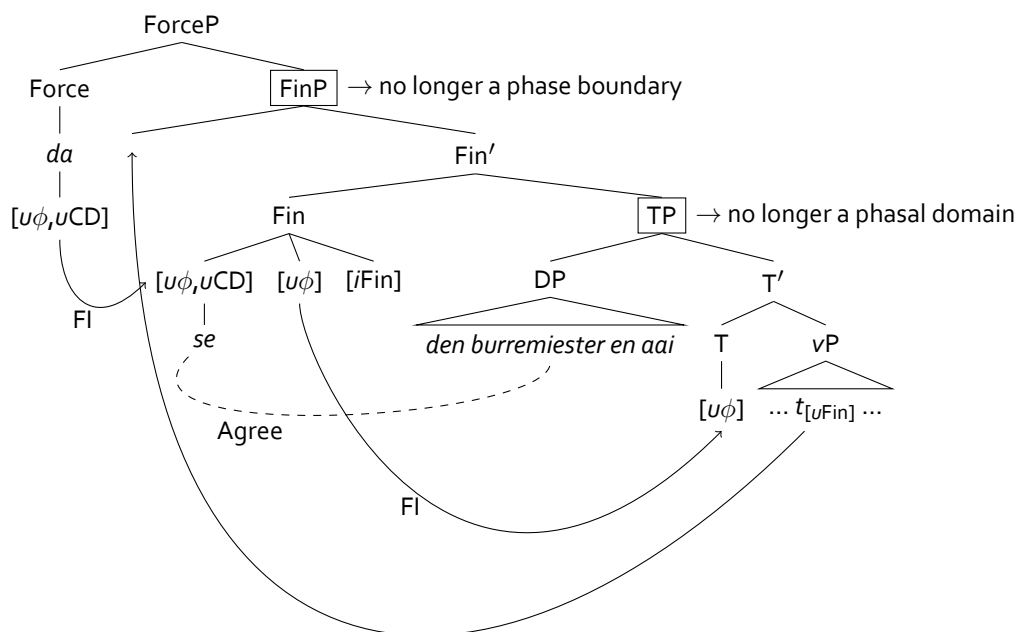 ForceP
Force FinP → no longer a phase boundary
da Fin′
[uϕ,uCD] Fin TP → no longer a phasal domain
[uϕ,uCD] [uϕ] [iFin] DP T′
FI
se den burremiester en aai T vP
[uϕ] ... t[uFin] ...
Agree
FI